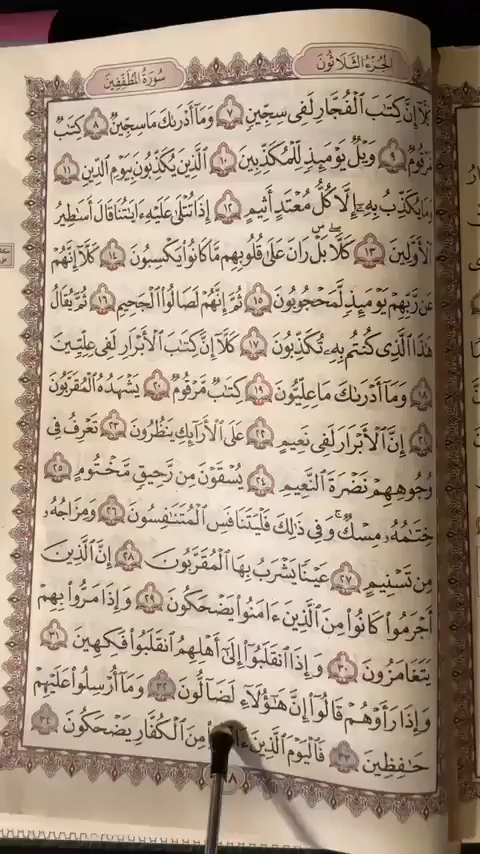 الجزء الثلاثون
سورة المطففين
كَلَّآ إِنَّ كِتَٰبَ ٱلْفُجَّارِ لَفِى سِجِّينٍ ٧ وَمَآ أَدْرَىٰكَ مَا سِجِّينٌ ٨ كِتَٰبٌ
مَّرْقُومٌ ٩ وَيْلٌ يَوْمَئِذٍ لِّلْمُكَذِّبِينَ ١٠ ٱلَّذِينَ يُكَذِّبُونَ بِيَوْمِ ٱلدِّينِ ١١
وَمَا يُكَذِّبُ بِهِۦٓ إِلَّا كُلُّ مُعْتَدٍ أَثِيمٍ ١٢ إِذَا تُتْلَىٰ عَلَيْهِ ءَايَٰتُنَا قَالَ أَسَٰطِيرُ
ٱلْأَوَّلِينَ ١٣ كَلَّا ۖ بَلْ ۜ رَانَ عَلَىٰ قُلُوبِهِم مَّا كَانُوا۟ يَكْسِبُونَ ١٤ كَلَّآ إِنَّهُمْ
عَن رَّبِّهِمْ يَوْمَئِذٍ لَّمَحْجُوبُونَ ١٥ ثُمَّ إِنَّهُمْ لَصَالُوا۟ ٱلْجَحِيمِ ١٦ ثُمَّ يُقَالُ
هَٰذَا ٱلَّذِى كُنتُم بِهِۦ تُكَذِّبُونَ ١٧ كَلَّآ إِنَّ كِتَٰبَ ٱلْأَبْرَارِ لَفِى عِلِّيِّينَ
١٨ وَمَآ أَدْرَىٰكَ مَا عِلِّيُّونَ ١٩ كِتَٰبٌ مَّرْقُومٌ ٢٠ يَشْهَدُهُ ٱلْمُقَرَّبُونَ
٢١ إِنَّ ٱلْأَبْرَارَ لَفِى نَعِيمٍ ٢٢ عَلَى ٱلْأَرَآئِكِ يَنظُرُونَ ٢٣ تَعْرِفُ فِى
وُجُوهِهِمْ نَضْرَةَ ٱلنَّعِيمِ ٢٤ يُسْقَوْنَ مِن رَّحِيقٍ مَّخْتُومٍ ٢٥
خِتَٰمُهُۥ مِسْكٌ ۚ وَفِى ذَٰلِكَ فَلْيَتَنَافَسِ ٱلْمُتَنَٰفِسُونَ ٢٦ وَمِزَاجُهُۥ
مِن تَسْنِيمٍ ٢٧ عَيْنًا يَشْرَبُ بِهَا ٱلْمُقَرَّبُونَ ٢٨ إِنَّ ٱلَّذِينَ
أَجْرَمُوا۟ كَانُوا۟ مِنَ ٱلَّذِينَ ءَامَنُوا۟ يَضْحَكُونَ ٢٩ وَإِذَا مَرُّوا۟ بِهِمْ
يَتَغَامَزُونَ ٣٠ وَإِذَا ٱنقَلَبُوٓا۟ إِلَىٰٓ أَهْلِهِمُ ٱنقَلَبُوا۟ فَكِهِينَ ٣١
وَإِذَا رَأَوْهُمْ قَالُوٓا۟ إِنَّ هَٰٓؤُلَآءِ لَضَآلُّونَ ٣٢ وَمَآ أُرْسِلُوا۟ عَلَيْهِمْ
حَٰفِظِينَ ٣٣ فَٱلْيَوْمَ ٱلَّذِينَ مِنَ ٱلْكُفَّارِ يَضْحَكُونَ ٣٤